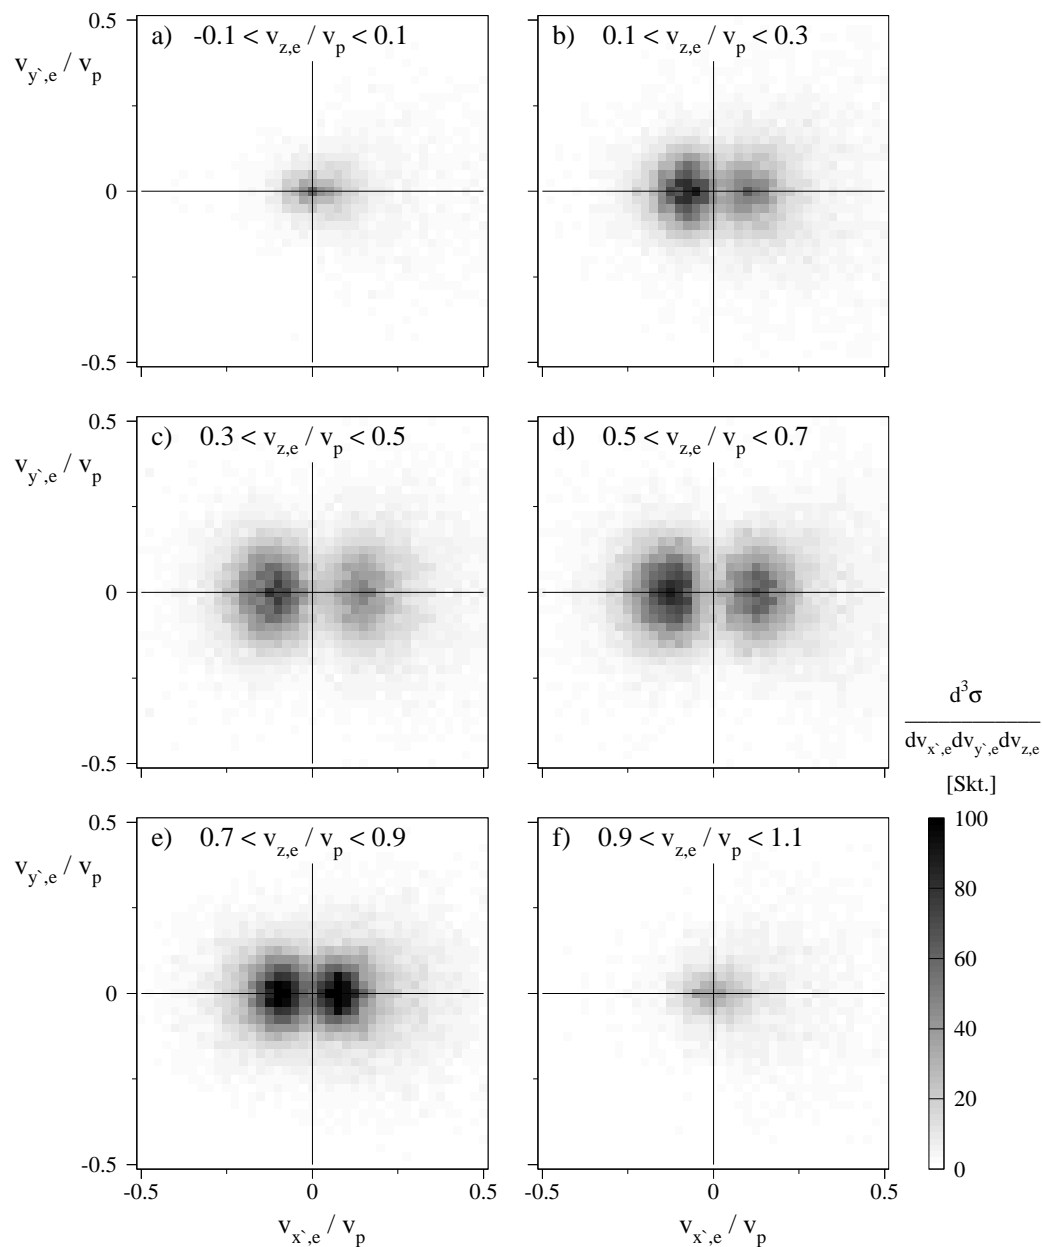 0.5
a) -0.1 < v_{z,e} / v_p < 0.1
b) 0.1 < v_{z,e} / v_p < 0.3
v_{y`,e} / v_p
0
-0.5
0.5
c) 0.3 < v_{z,e} / v_p < 0.5
d) 0.5 < v_{z,e} / v_p < 0.7
v_{y`,e} / v_p
0
-0.5
d³σ
dv_{x`,e}dv_{y`,e}dv_{z,e}
[Skt.]
0.5
e) 0.7 < v_{z,e} / v_p < 0.9
f) 0.9 < v_{z,e} / v_p < 1.1
v_{y`,e} / v_p
0
-0.5
100
80
60
40
20
0
-0.5 0 0.5
-0.5 0 0.5
v_{x`,e} / v_p
v_{x`,e} / v_p